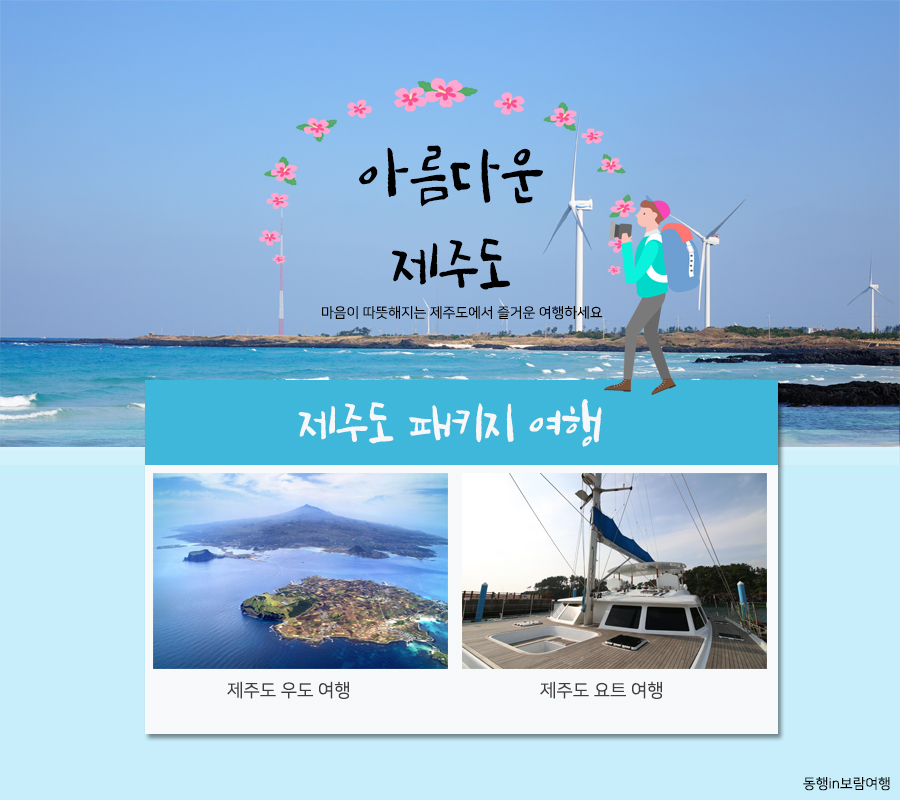 아름다운
제주도
마음이 따뜻해지는 제주도에서 즐거운 여행하세요
제주도 패키지 여행
제주도 우도 여행
제주도 요트 여행
동행in보람여행